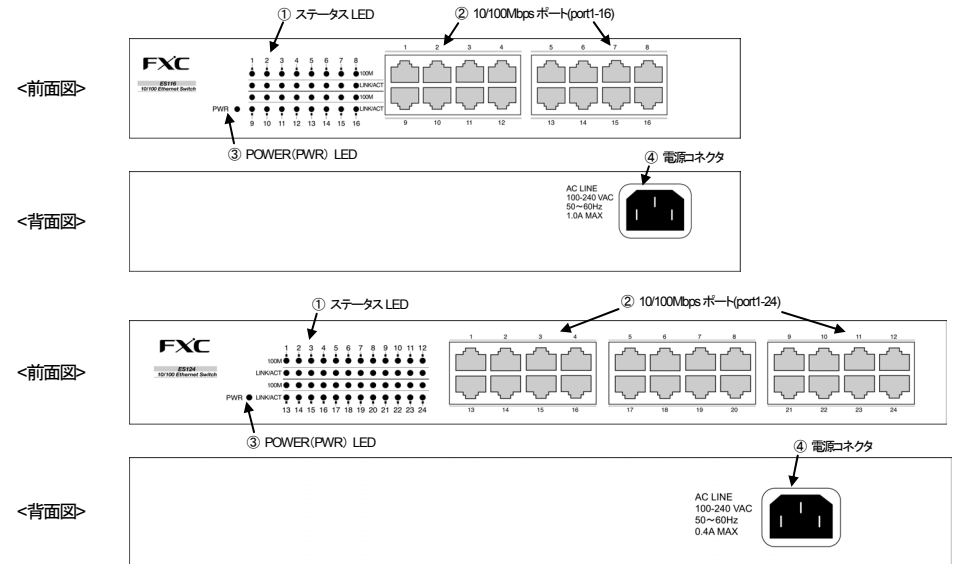 ① ステータス LED
② 10/100Mbps ポート(port1-16)
<前面図>
FXC
ES116
10/100 Ethernet Switch
1 2 3 4 5 6 7 8
100M
LINK/ACT
100M
LINK/ACT
PWR
9 10 11 12 13 14 15 16
1 2 3 4
5 6 7 8
9 10 11 12
13 14 15 16
③ POWER(PWR) LED
④ 電源コネクタ
<背面図>
AC LINE
100-240 VAC
50～60Hz
1.0A MAX
① ステータス LED
② 10/100Mbps ポート(port1-24)
<前面図>
FXC
ES124
10/100 Ethernet Switch
1 2 3 4 5 6 7 8 9 10 11 12
100M
LINK/ACT
100M
PWR LINK/ACT
13 14 15 16 17 18 19 20 21 22 23 24
1 2 3 4
5 6 7 8
9 10 11 12
13 14 15 16
17 18 19 20
21 22 23 24
③ POWER(PWR) LED
④ 電源コネクタ
<背面図>
AC LINE
100-240 VAC
50～60Hz
0.4A MAX